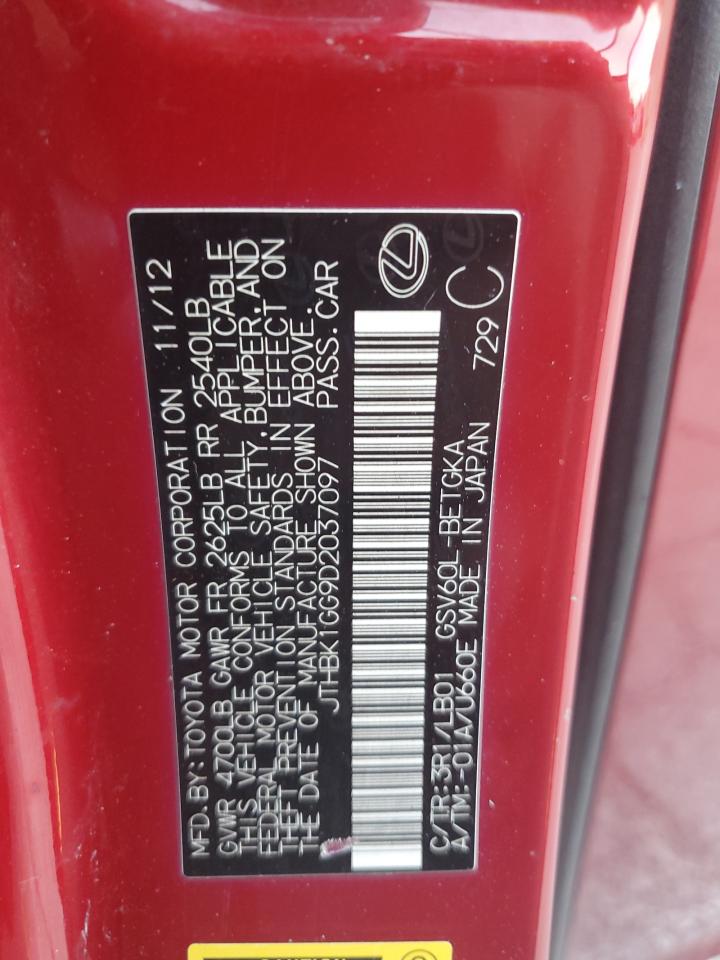 MFD.BY:TOYOTA MOTOR CORPORATION 11/12
GVWR 4700LB GAWR FR 2625LB RR 2540LB
THIS VEHICLE CONFORMS TO ALL APPLICABLE
FEDERAL MOTOR VEHICLE SAFETY,BUMPER,AND
THEFT PREVENTION STANDARDS IN EFFECT ON
THE DATE OF MANUFACTURE SHOWN ABOVE.
JTHBK1GG9D2037097 PASS.CAR
C/TR:3R1/LB01 GSV60L-BETGKA
A/TM:-01A/U660E MADE IN JAPAN 729 C
CAUTION